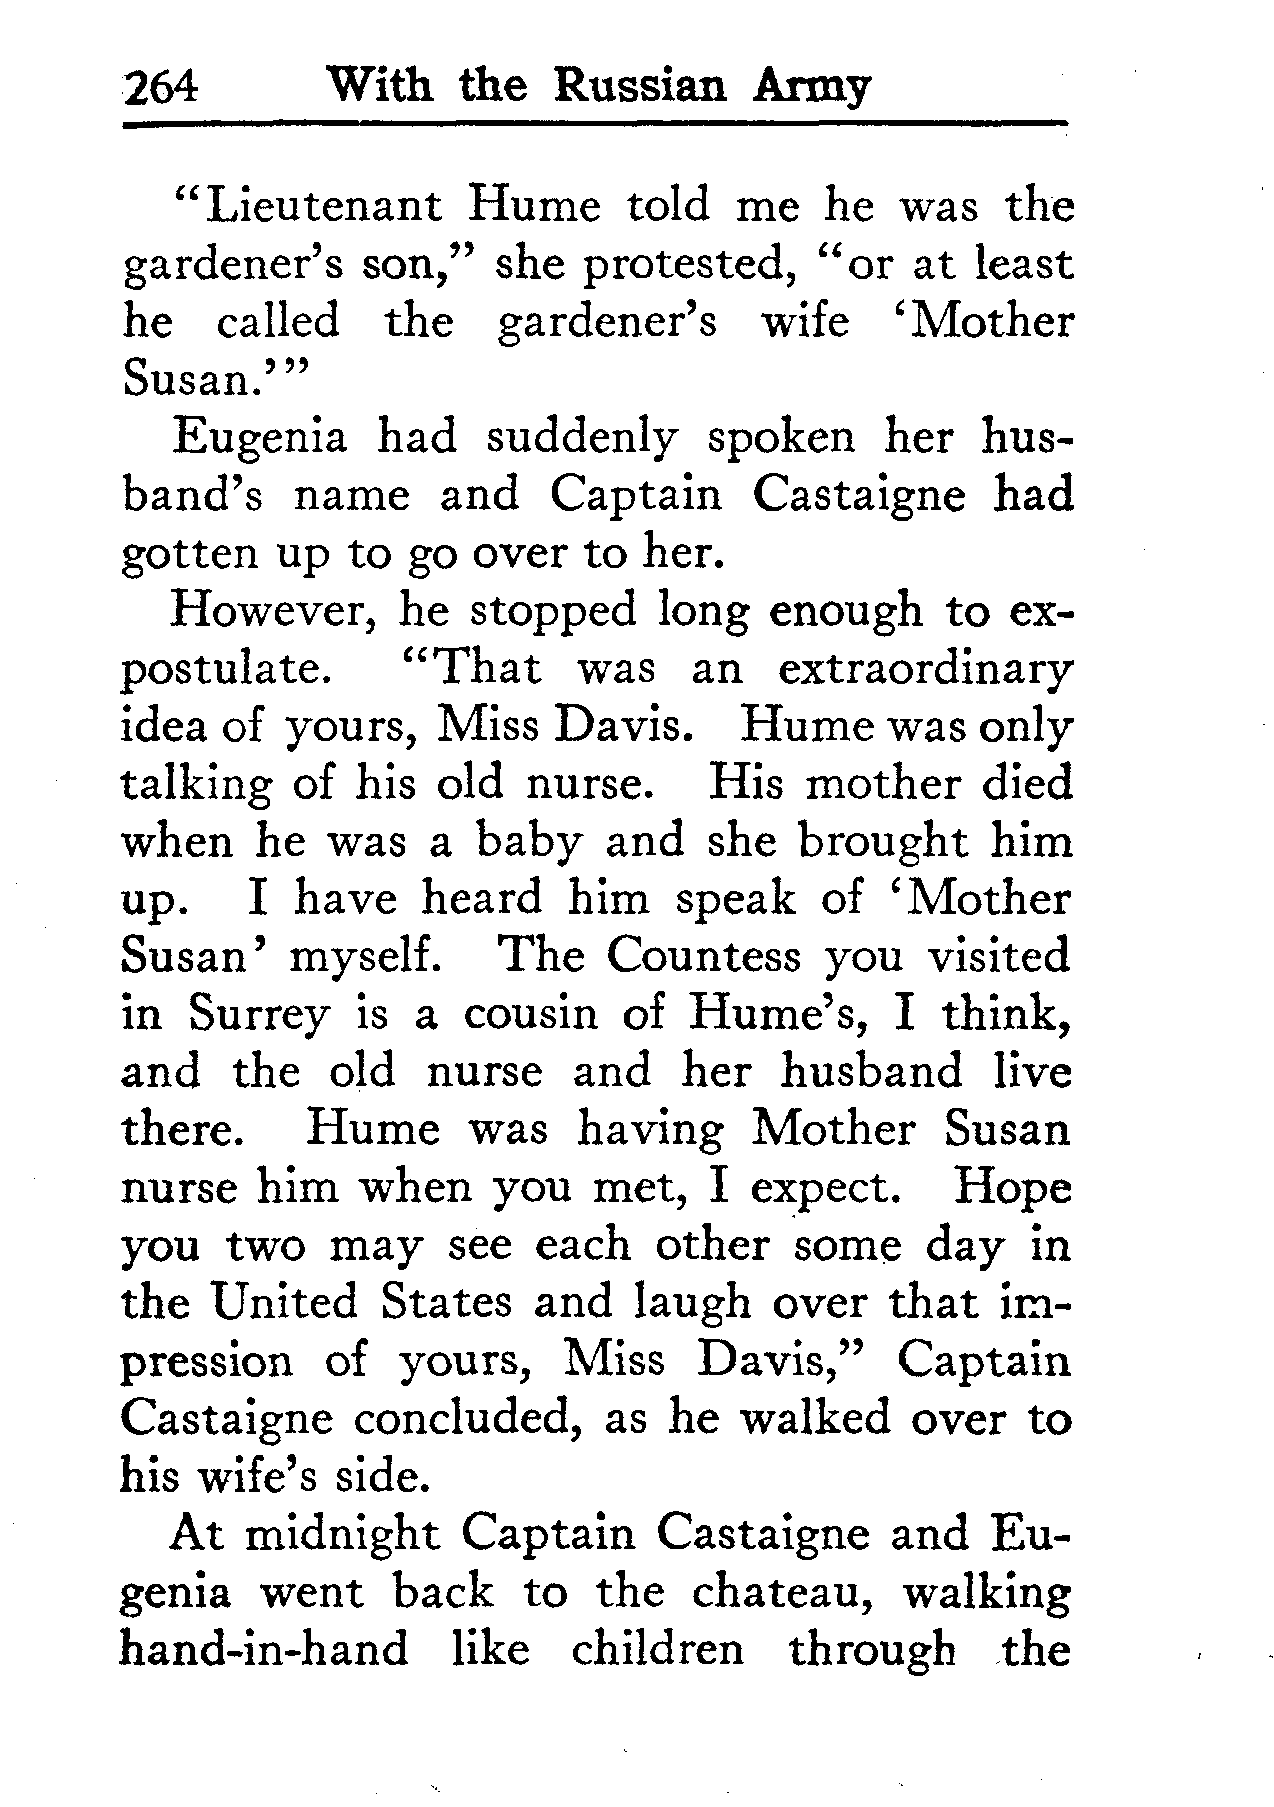 264 With the Russian Army
“Lieutenant Hume told me he was the
gardener’s son,” she protested, “or at least
he called the gardener’s wife ‘Mother
Susan.’”
Eugenia had suddenly spoken her hus-
band’s name and Captain Castaigne had
gotten up to go over to her.
However, he stopped long enough to ex-
postulate. “That was an extraordinary
idea of yours, Miss Davis. Hume was only
talking of his old nurse. His mother died
when he was a baby and she brought him
up. I have heard him speak of ‘Mother
Susan’ myself. The Countess you visited
in Surrey is a cousin of Hume’s, I think,
and the old nurse and her husband live
there. Hume was having Mother Susan
nurse him when you met, I expect. Hope
you two may see each other some day in
the United States and laugh over that im-
pression of yours, Miss Davis,” Captain
Castaigne concluded, as he walked over to
his wife’s side.
At midnight Captain Castaigne and Eu-
genia went back to the chateau, walking
hand-in-hand like children through the